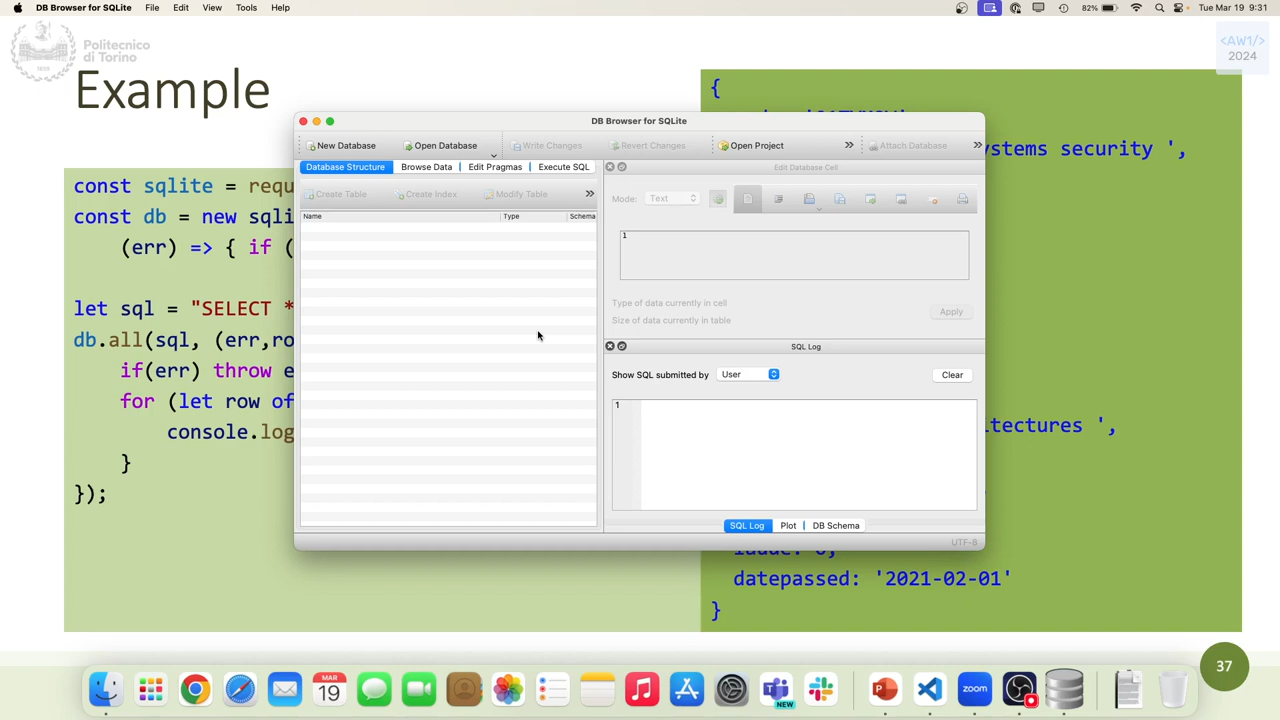 DB Browser for SQLite File Edit View Tools Help 82% Tue Mar 19 9:31
Politecnico
di Torino
1859
<AW1/>
2024
Example
const sqlite = requ
const db = new sqli
(err) => { if (
let sql = "SELECT *
db.all(sql, (err,ro
if(err) throw e
for (let row of
console.log
}
});
{
ystems security ',
itectures ',
datepassed: '2021-02-01'
}
37
DB Browser for SQLite
New Database Open Database Write Changes Revert Changes Open Project » Attach Database »
Database Structure Browse Data Edit Pragmas Execute SQL
Create Table Create Index Modify Table »
Name Type Schema
Edit Database Cell
Mode: Text
1
Type of data currently in cell
Size of data currently in table
Apply
SQL Log
Show SQL submitted by User Clear
1
SQL Log Plot DB Schema
UTF-8
MAR
19
NEW
zoom